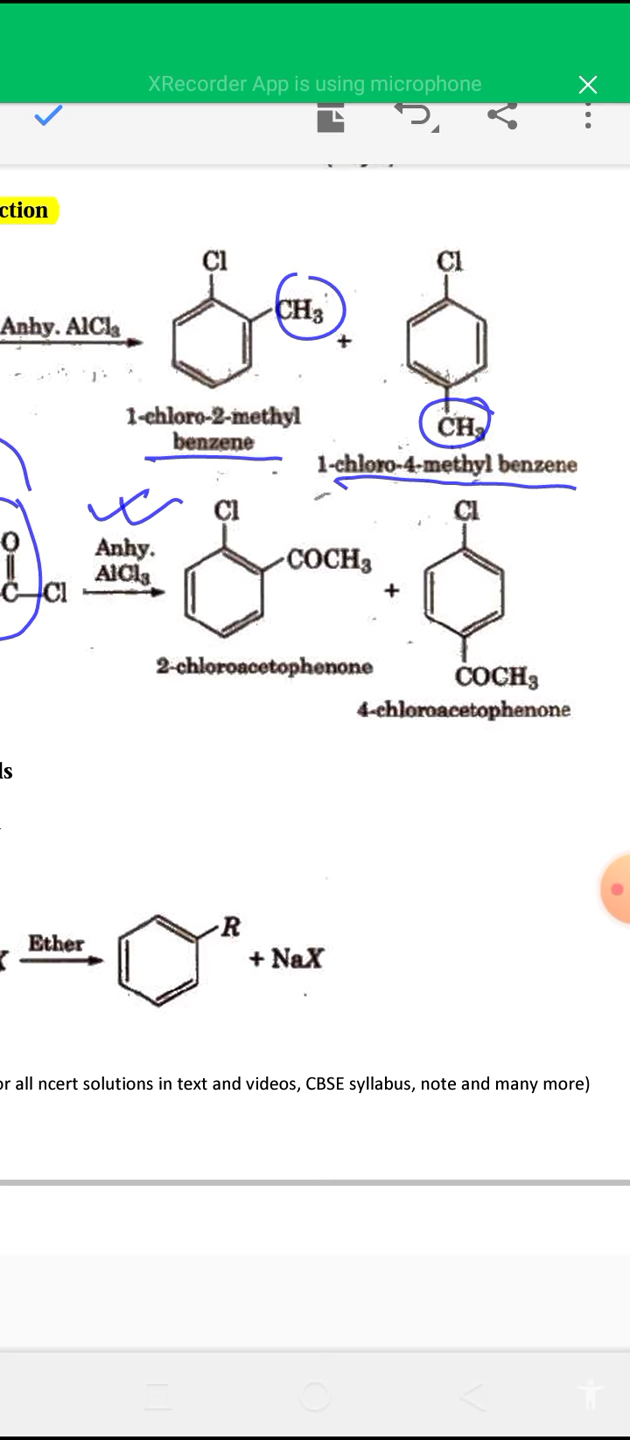 XRecorder App is using microphone
ction
Cl
Cl
Anhy. AlCl3
CH3
+
1-chloro-2-methyl
benzene
CH3
1-chloro-4-methyl benzene
O
C—Cl
Anhy.
AlCl3
Cl
COCH3
+
Cl
2-chloroacetophenone
COCH3
4-chloroacetophenone
ls
Ether
R
+ NaX
or all ncert solutions in text and videos, CBSE syllabus, note and many more)